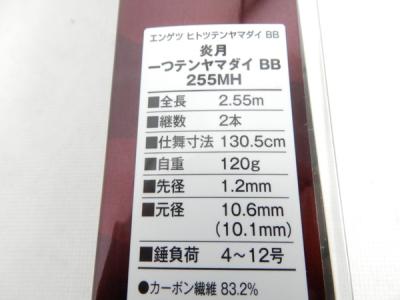 エンゲツ ヒトツテンヤマダイ BB
炎月
一つテンヤマダイ BB
255MH
■全長 2.55m
■継数 2本
■仕舞寸法 130.5cm
■自重 120g
■先径 1.2mm
■元径 10.6mm
(10.1mm)
■錘負荷 4〜12号
●カーボン繊維 83.2%